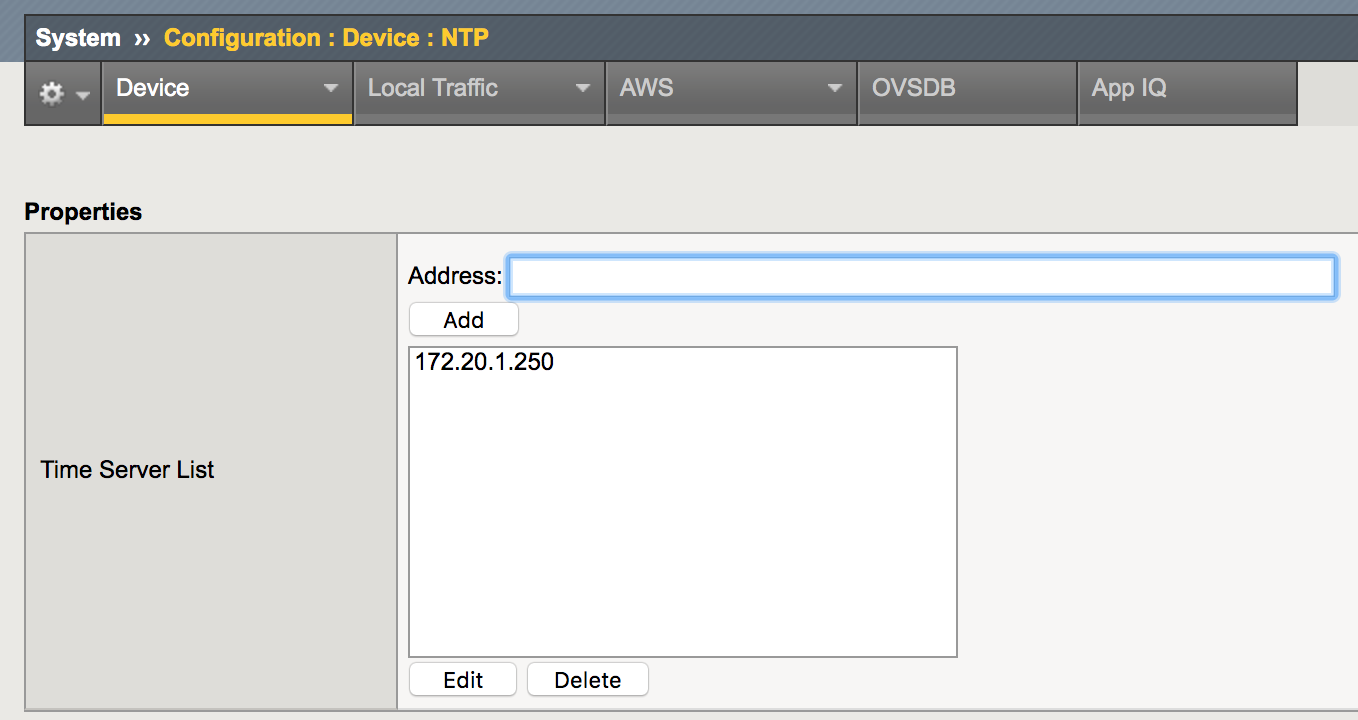 System » Configuration : Device : NTP
Device Local Traffic AWS OVSDB App IQ
Properties
Address:
Add
172.20.1.250
Time Server List
Edit Delete